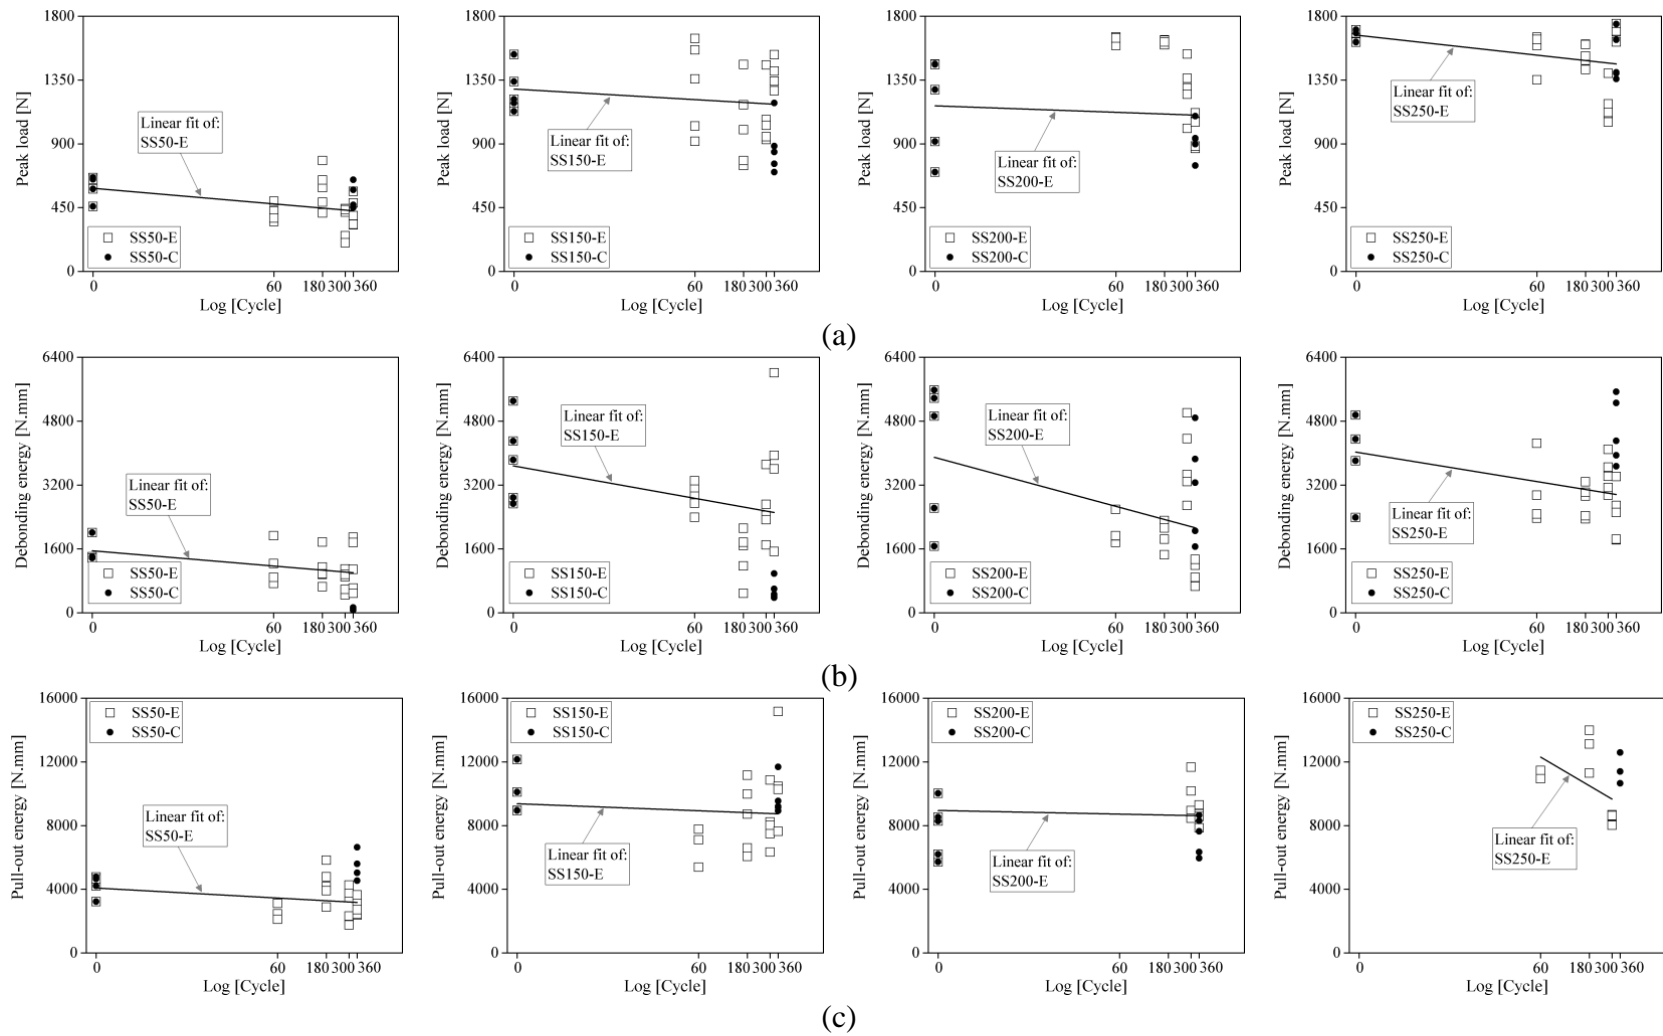 1800
1350
900
450
0
Peak load [N]
Linear fit of:
SS50-E
SS50-E
SS50-C
0 60 180 300 360
Log [Cycle]
1800
1350
900
450
0
Peak load [N]
Linear fit of:
SS150-E
SS150-E
SS150-C
0 60 180 300 360
Log [Cycle]
1800
1350
900
450
0
Peak load [N]
Linear fit of:
SS200-E
SS200-E
SS200-C
0 60 180 300 360
Log [Cycle]
1800
1350
900
450
0
Peak load [N]
Linear fit of:
SS250-E
SS250-E
SS250-C
0 60 180 300 360
Log [Cycle]
(a)
6400
4800
3200
1600
0
Debonding energy [N.mm]
Linear fit of:
SS50-E
SS50-E
SS50-C
0 60 180 300 360
Log [Cycle]
6400
4800
3200
1600
0
Debonding energy [N.mm]
Linear fit of:
SS150-E
SS150-E
SS150-C
0 60 180 300 360
Log [Cycle]
6400
4800
3200
1600
0
Debonding energy [N.mm]
Linear fit of:
SS200-E
SS200-E
SS200-C
0 60 180 300 360
Log [Cycle]
6400
4800
3200
1600
0
Debonding energy [N.mm]
Linear fit of:
SS250-E
SS250-E
SS250-C
0 60 180 300 360
Log [Cycle]
(b)
16000
12000
8000
4000
0
Pull-out energy [N.mm]
SS50-E
SS50-C
Linear fit of:
SS50-E
0 60 180 300 360
Log [Cycle]
16000
12000
8000
4000
0
Pull-out energy [N.mm]
SS150-E
SS150-C
Linear fit of:
SS150-E
0 60 180 300 360
Log [Cycle]
16000
12000
8000
4000
0
Pull-out energy [N.mm]
SS200-E
SS200-C
Linear fit of:
SS200-E
0 60 180 300 360
Log [Cycle]
16000
12000
8000
4000
0
Pull-out energy [N.mm]
SS250-E
SS250-C
Linear fit of:
SS250-E
0 60 180 300 360
Log [Cycle]
(c)